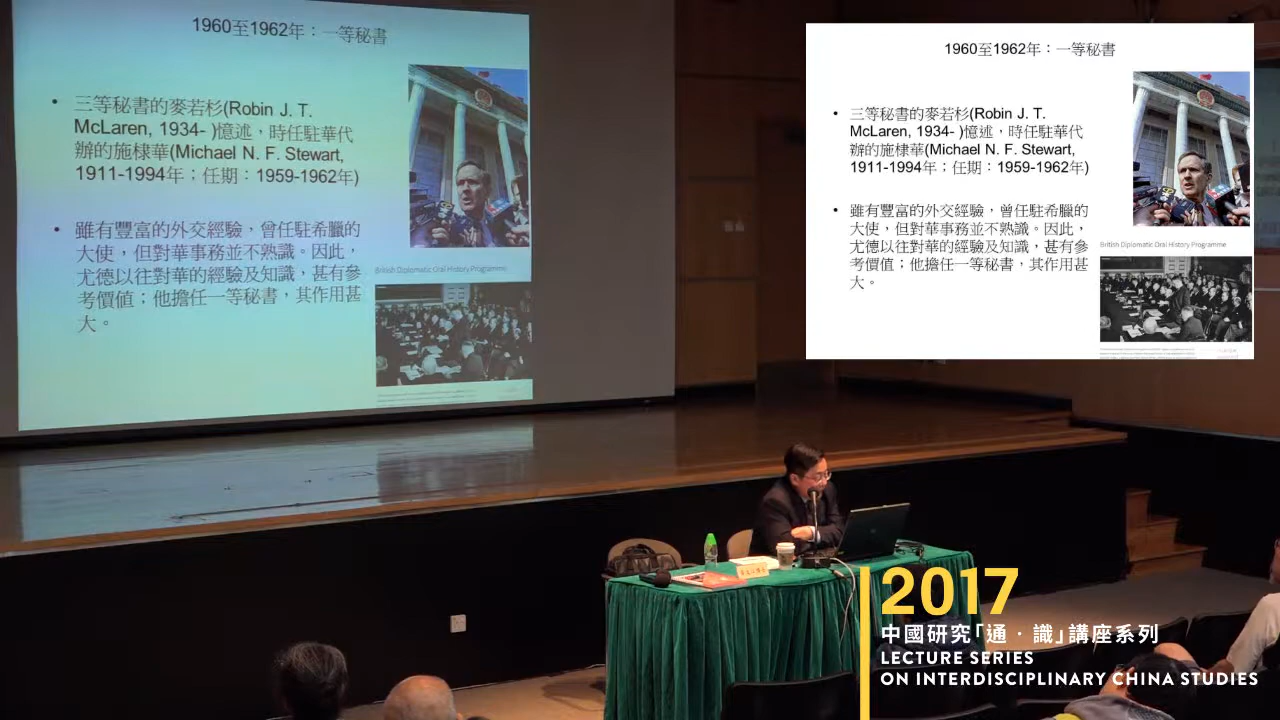 1960至1962年：一等秘書
• 三等秘書的麥若杉(Robin J. T.
McLaren, 1934- )憶述，時任駐華代
辦的施棣華(Michael N. F. Stewart,
1911-1994年；任期：1959-1962年)
• 雖有豐富的外交經驗，曾任駐希臘的
大使，但對華事務並不熟識。因此，
尤德以往對華的經驗及知識，甚有參
考價值；他擔任一等秘書，其作用甚
大。
British Diplomatic Oral History Programme
1960至1962年：一等秘書
• 三等秘書的麥若杉(Robin J. T.
McLaren, 1934- )憶述，時任駐華代
辦的施棣華(Michael N. F. Stewart,
1911-1994年；任期：1959-1962年)
• 雖有豐富的外交經驗，曾任駐希臘的
大使，但對華事務並不熟識。因此，
尤德以往對華的經驗及知識，甚有參
考價值；他擔任一等秘書，其作用甚
大。
British Diplomatic Oral History Programme
2017
中國研究「通．識」講座系列
LECTURE SERIES
ON INTERDISCIPLINARY CHINA STUDIES